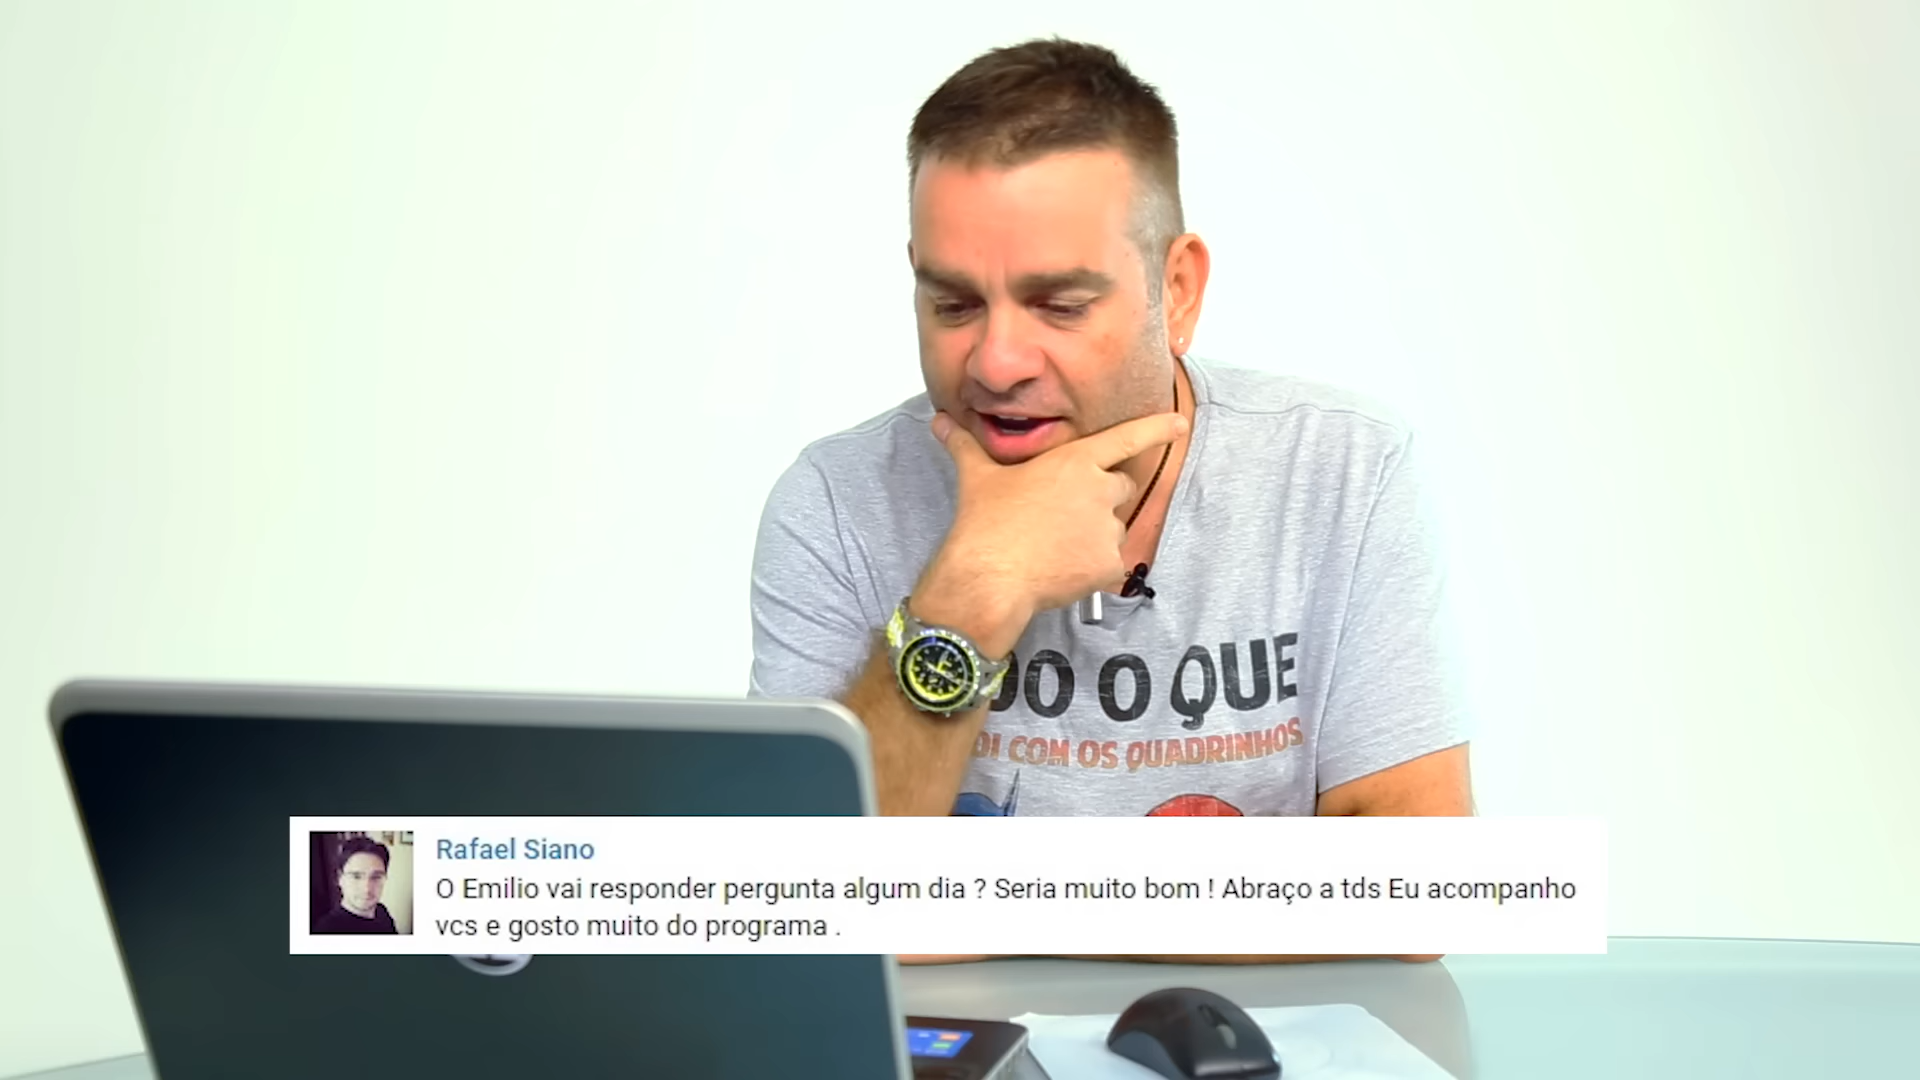 DO O QUE
DI COM OS QUADRINHOS
Rafael Siano
O Emilio vai responder pergunta algum dia ? Seria muito bom ! Abraço a tds Eu acompanho
vcs e gosto muito do programa .